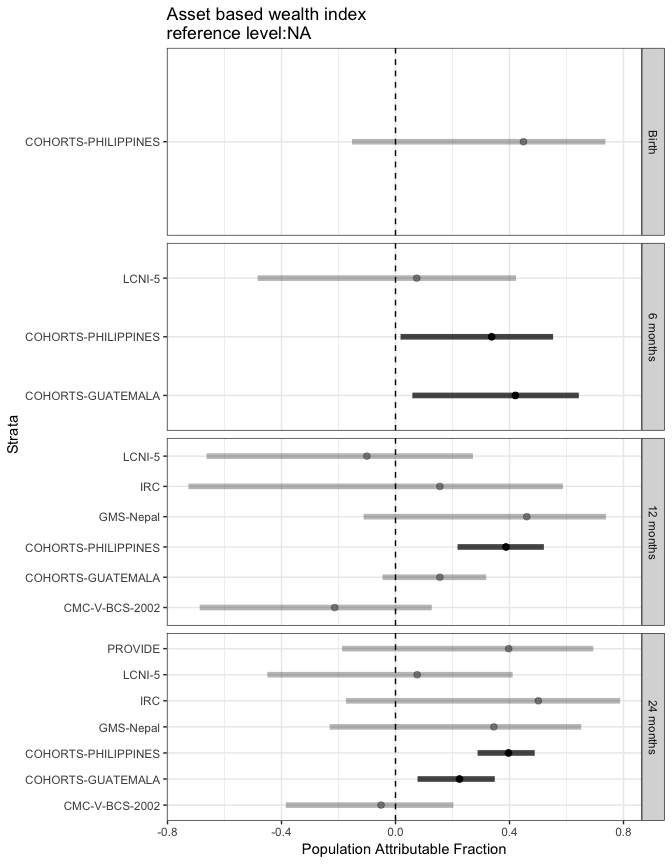 Asset based wealth index
reference level:NA
Strata
COHORTS-PHILIPPINES
Birth
LCNI-5
COHORTS-PHILIPPINES
COHORTS-GUATEMALA
6 months
LCNI-5
IRC
GMS-Nepal
COHORTS-PHILIPPINES
COHORTS-GUATEMALA
CMC-V-BCS-2002
12 months
PROVIDE
LCNI-5
IRC
GMS-Nepal
COHORTS-PHILIPPINES
COHORTS-GUATEMALA
CMC-V-BCS-2002
24 months
-0.8 -0.4 0.0 0.4 0.8
Population Attributable Fraction